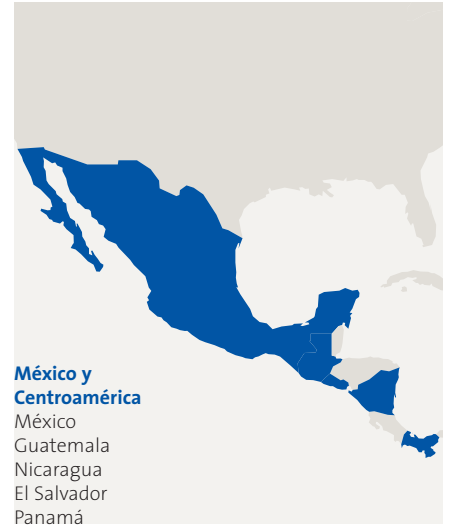 México y
Centroamérica
México
Guatemala
Nicaragua
El Salvador
Panamá